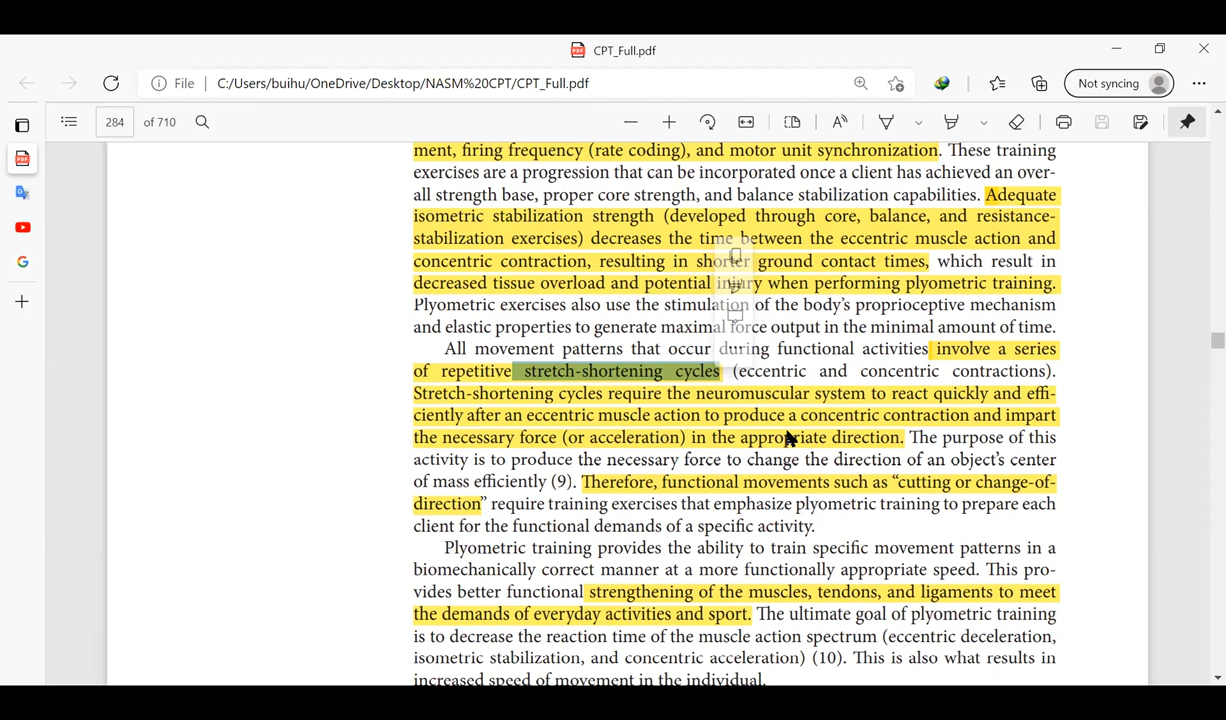 CPT_Full.pdf
File | C:/Users/buihu/OneDrive/Desktop/NASM%20CPT/CPT_Full.pdf
Not syncing
284 of 710
ment, firing frequency (rate coding), and motor unit synchronization. These training
exercises are a progression that can be incorporated once a client has achieved an over-
all strength base, proper core strength, and balance stabilization capabilities. Adequate
isometric stabilization strength (developed through core, balance, and resistance-
stabilization exercises) decreases the time between the eccentric muscle action and
concentric contraction, resulting in shorter ground contact times, which result in
decreased tissue overload and potential injury when performing plyometric training.
Plyometric exercises also use the stimulation of the body’s proprioceptive mechanism
and elastic properties to generate maximal force output in the minimal amount of time.
All movement patterns that occur during functional activities involve a series
of repetitive stretch-shortening cycles (eccentric and concentric contractions).
Stretch-shortening cycles require the neuromuscular system to react quickly and effi-
ciently after an eccentric muscle action to produce a concentric contraction and impart
the necessary force (or acceleration) in the appropriate direction. The purpose of this
activity is to produce the necessary force to change the direction of an object’s center
of mass efficiently (9). Therefore, functional movements such as “cutting or change-of-
direction” require training exercises that emphasize plyometric training to prepare each
client for the functional demands of a specific activity.
Plyometric training provides the ability to train specific movement patterns in a
biomechanically correct manner at a more functionally appropriate speed. This pro-
vides better functional strengthening of the muscles, tendons, and ligaments to meet
the demands of everyday activities and sport. The ultimate goal of plyometric training
is to decrease the reaction time of the muscle action spectrum (eccentric deceleration,
isometric stabilization, and concentric acceleration) (10). This is also what results in
increased speed of movement in the individual.